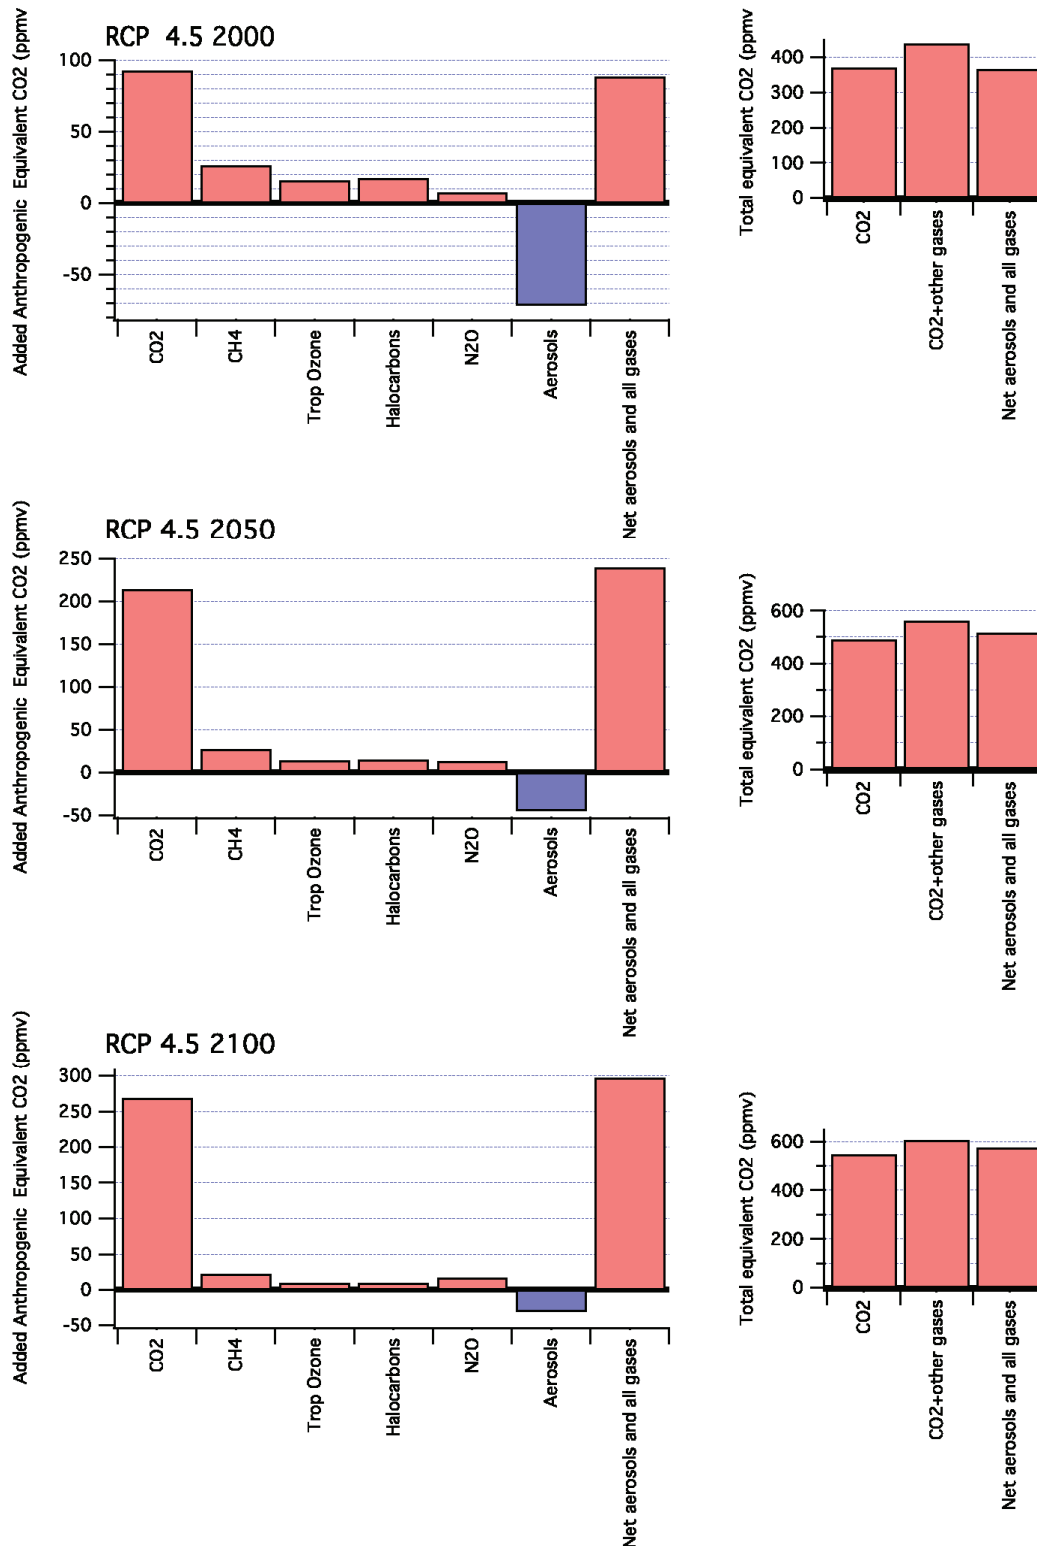 RCP 4.5 2000
Added Anthropogenic Equivalent CO2 (ppmv
100
50
0
-50
CO2
CH4
Trop Ozone
Halocarbons
N2O
Aerosols
Net aerosols and all gases
Total equivalent CO2 (ppmv)
400
300
200
100
0
CO2
CO2+other gases
Net aerosols and all gases
RCP 4.5 2050
Added Anthropogenic Equivalent CO2 (ppmv)
250
200
150
100
50
0
-50
CO2
CH4
Trop Ozone
Halocarbons
N2O
Aerosols
Net aerosols and all gases
Total equivalent CO2 (ppmv)
600
400
200
0
CO2
CO2+other gases
Net aerosols and all gases
RCP 4.5 2100
Added Anthropogenic Equivalent CO2 (ppmv)
300
250
200
150
100
50
0
-50
CO2
CH4
Trop Ozone
Halocarbons
N2O
Aerosols
Net aerosols and all gases
Total equivalent CO2 (ppmv)
600
400
200
0
CO2
CO2+other gases
Net aerosols and all gases